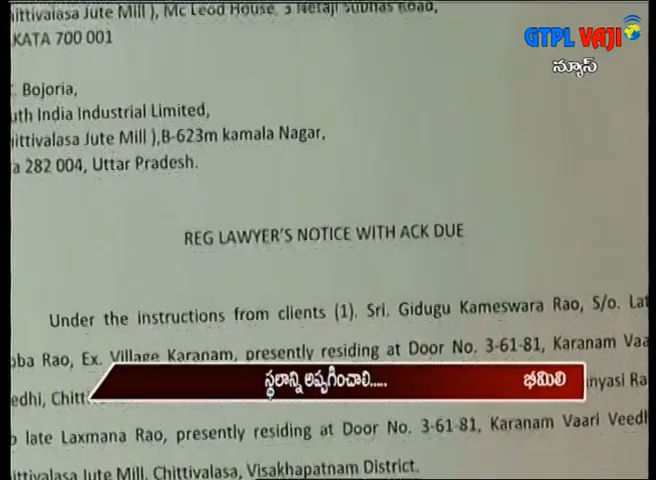 ittivalasa Jute Mill ), Mc Leod House, 3 Netaji Subhas Road,
KATA 700 001
GTPL VAJI
న్యూస్
Bojoria,
uth India Industrial Limited,
ittivalasa Jute Mill ),B-623m kamala Nagar,
a 282 004, Uttar Pradesh.
REG LAWYER'S NOTICE WITH ACK DUE
Under the instructions from clients (1). Sri. Gidugu Kameswara Rao, S/o. Lat
bba Rao, Ex. Village Karanam, presently residing at Door No. 3-61-81, Karanam Vaa
edhi, Chitt
nyasi Ra
స్థలాన్ని అప్పగించాలి.....
భీమిలి
late Laxmana Rao, presently residing at Door No. 3-61-81, Karanam Vaari Veedh
ittivalasa Jute Mill, Chittivalasa, Visakhapatnam District.